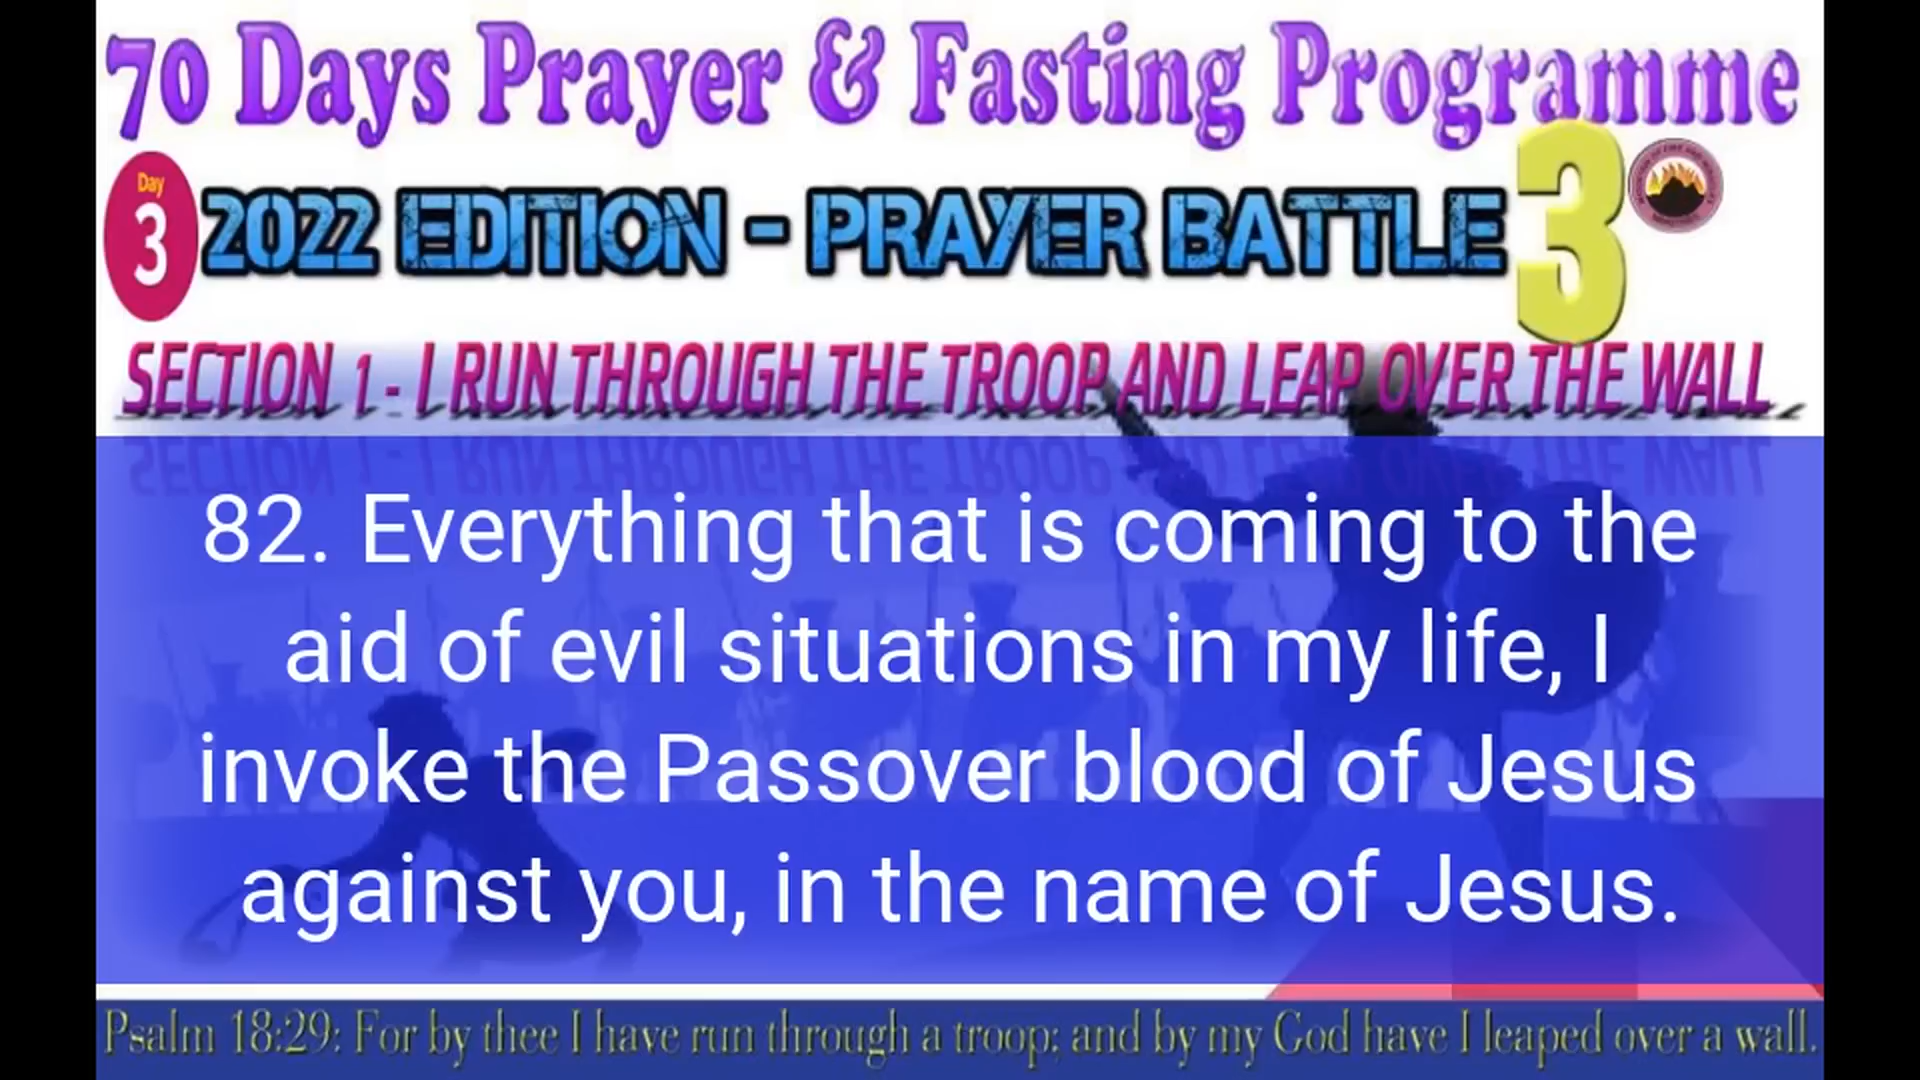 70 Days Prayer & Fasting Programme
Day
3
2022 EDITION - PRAYER BATTLE 3
SECTION 1 - I RUN THROUGH THE TROOP AND LEAP OVER THE WALL
82. Everything that is coming to the
aid of evil situations in my life, I
invoke the Passover blood of Jesus
against you, in the name of Jesus.
Psalm 18:29: For by thee I have run through a troop; and by my God have I leaped over a wall.